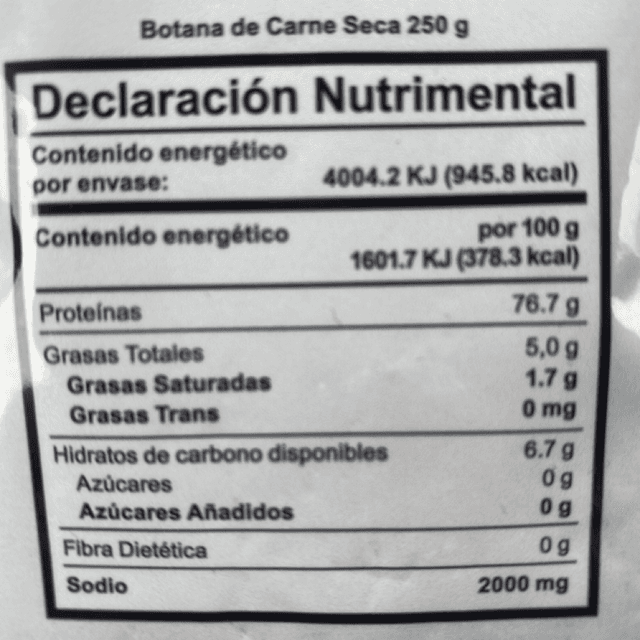 Botana de Carne Seca 250 g
Declaración Nutrimental
Contenido energético
por envase: 4004.2 KJ (945.8 kcal)
Contenido energético por 100 g
1601.7 KJ (378.3 kcal)
Proteínas 76.7 g
Grasas Totales 5,0 g
Grasas Saturadas 1.7 g
Grasas Trans 0 mg
Hidratos de carbono disponibles 6.7 g
Azúcares 0 g
Azúcares Añadidos 0 g
Fibra Dietética 0 g
Sodio 2000 mg